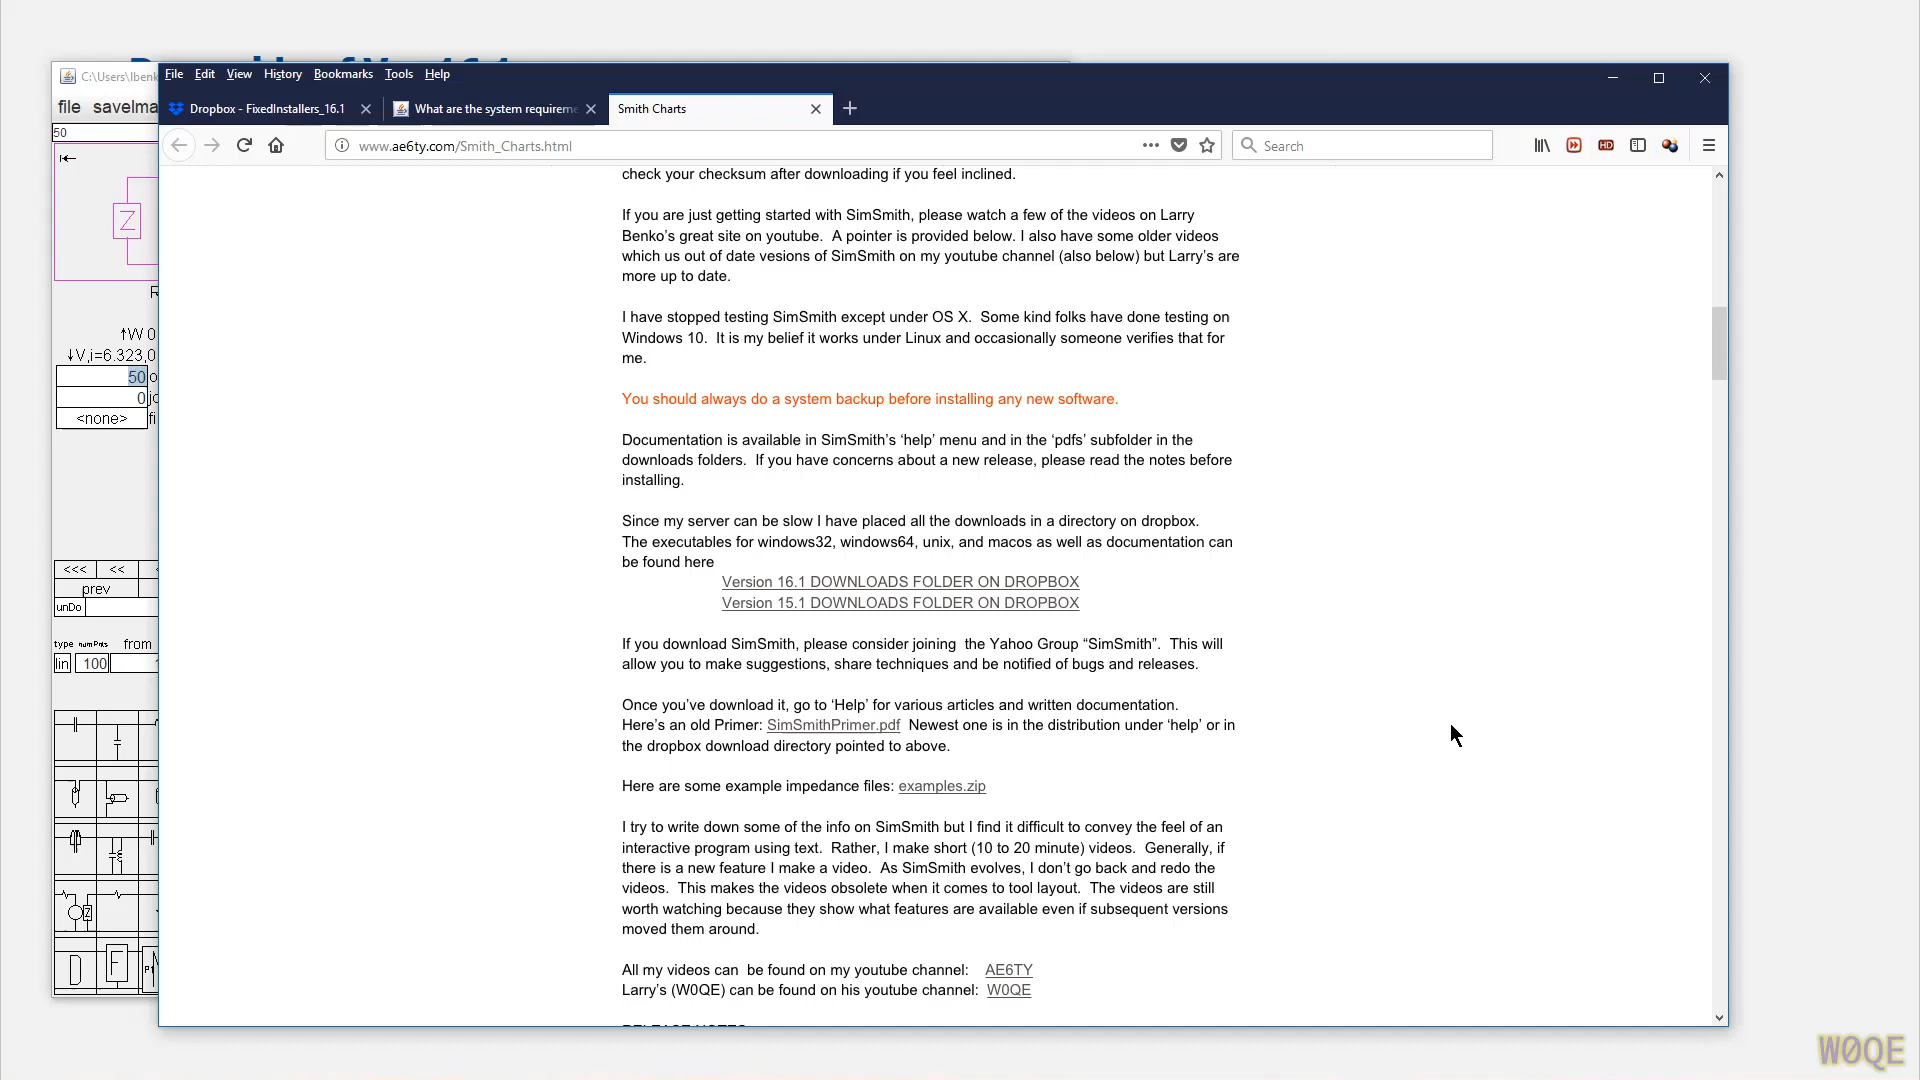 C:\Users\lbenk
file savelma
50
Z
↑W 0
↓V,i=6.323,0
50 o
0 jo
<none> fi
<<< <<
prev
unDo
type numPnts from
lin 100
Z
D F
File Edit View History Bookmarks Tools Help
Dropbox - FixedInstallers_16.1
What are the system requireme
Smith Charts
www.ae6ty.com/Smith_Charts.html
Search
HD
check your checksum after downloading if you feel inclined.
If you are just getting started with SimSmith, please watch a few of the videos on Larry
Benko’s great site on youtube. A pointer is provided below. I also have some older videos
which us out of date vesions of SimSmith on my youtube channel (also below) but Larry’s are
more up to date.
I have stopped testing SimSmith except under OS X. Some kind folks have done testing on
Windows 10. It is my belief it works under Linux and occasionally someone verifies that for
me.
You should always do a system backup before installing any new software.
Documentation is available in SimSmith’s ‘help’ menu and in the ‘pdfs’ subfolder in the
downloads folders. If you have concerns about a new release, please read the notes before
installing.
Since my server can be slow I have placed all the downloads in a directory on dropbox.
The executables for windows32, windows64, unix, and macos as well as documentation can
be found here
Version 16.1 DOWNLOADS FOLDER ON DROPBOX
Version 15.1 DOWNLOADS FOLDER ON DROPBOX
If you download SimSmith, please consider joining the Yahoo Group “SimSmith”. This will
allow you to make suggestions, share techniques and be notified of bugs and releases.
Once you’ve download it, go to ‘Help’ for various articles and written documentation.
Here’s an old Primer: SimSmithPrimer.pdf Newest one is in the distribution under ‘help’ or in
the dropbox download directory pointed to above.
Here are some example impedance files: examples.zip
I try to write down some of the info on SimSmith but I find it difficult to convey the feel of an
interactive program using text. Rather, I make short (10 to 20 minute) videos. Generally, if
there is a new feature I make a video. As SimSmith evolves, I don’t go back and redo the
videos. This makes the videos obsolete when it comes to tool layout. The videos are still
worth watching because they show what features are available even if subsequent versions
moved them around.
All my videos can be found on my youtube channel: AE6TY
Larry’s (W0QE) can be found on his youtube channel: W0QE
RELEASE NOTES
W0QE